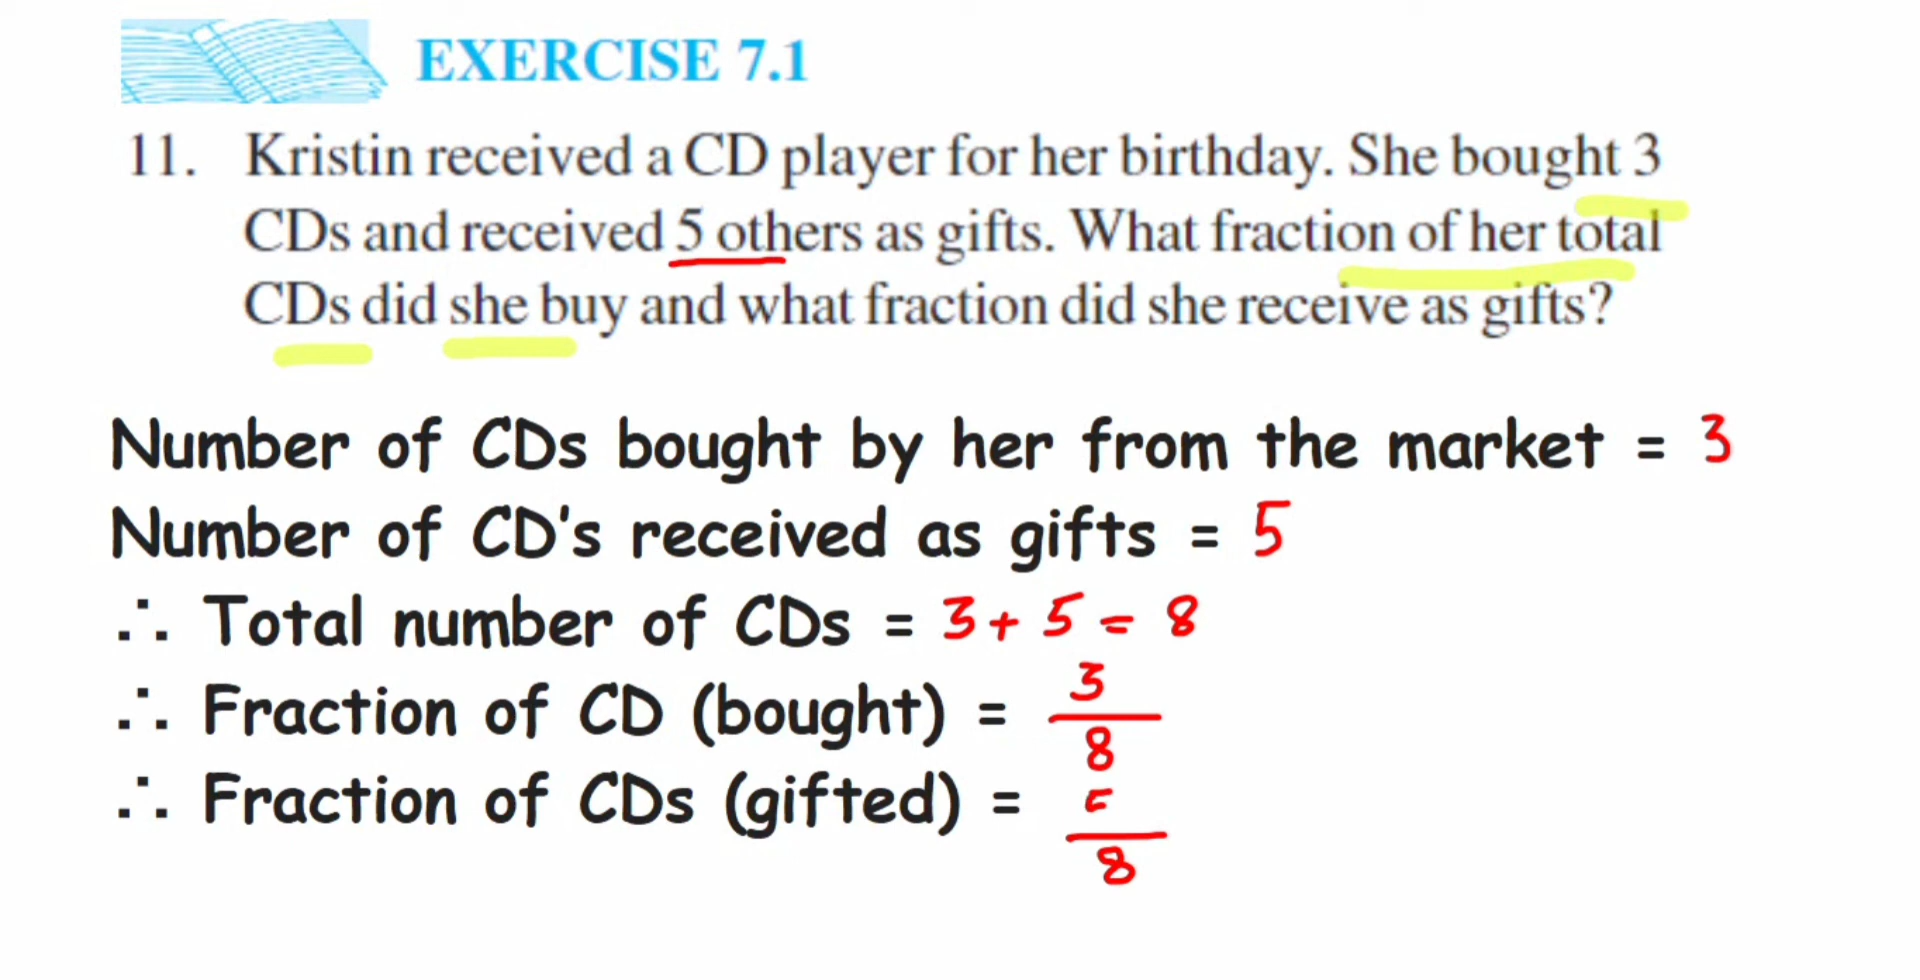 EXERCISE 7.1
11. Kristin received a CD player for her birthday. She bought 3
CDs and received 5 others as gifts. What fraction of her total
CDs did she buy and what fraction did she receive as gifts?
Number of CDs bought by her from the market = 3
Number of CD's received as gifts = 5
∴ Total number of CDs = 3 + 5 = 8
∴ Fraction of CD (bought) = 3/8
∴ Fraction of CDs (gifted) = 5/8